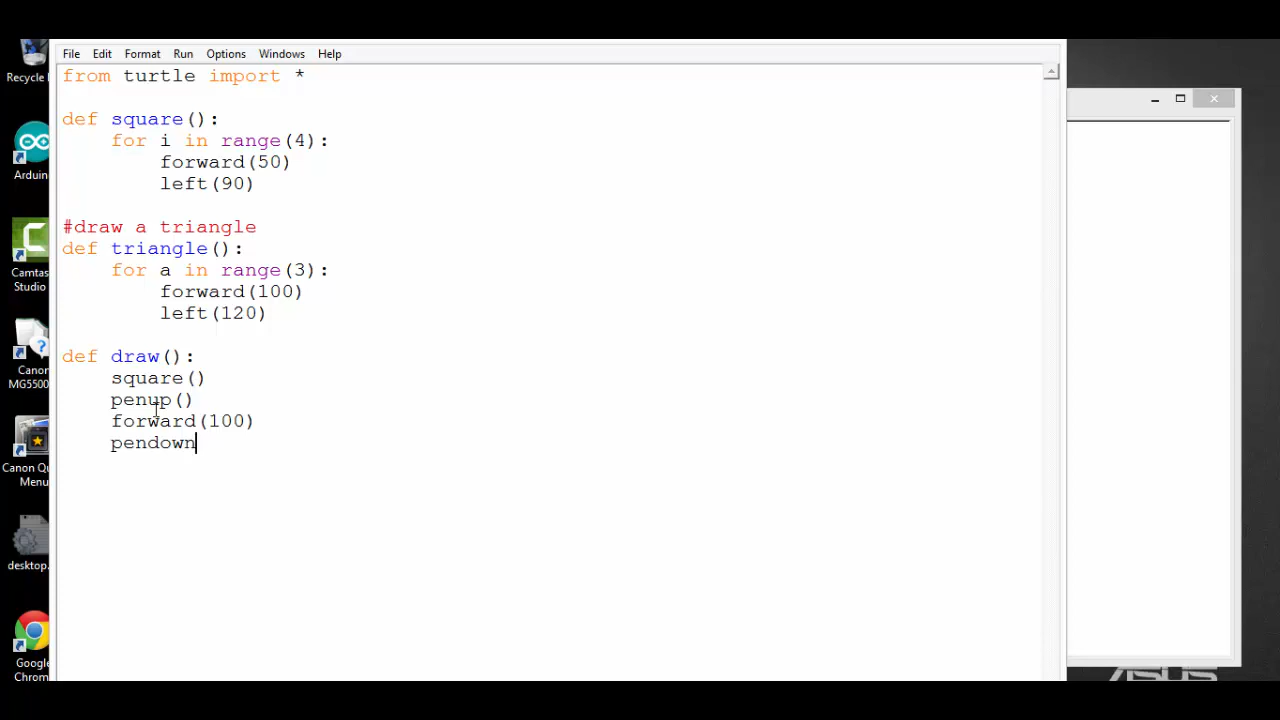 Recycle
File Edit Format Run Options Windows Help
from turtle import *
def square():
for i in range(4):
forward(50)
left(90)
#draw a triangle
def triangle():
for a in range(3):
forward(100)
left(120)
def draw():
square()
penup()
forward(100)
pendown
Arduin
Camtas
Studio
Canon
MG5500
Canon Qu
Menu
desktop.
Google
Chrom
ASUS